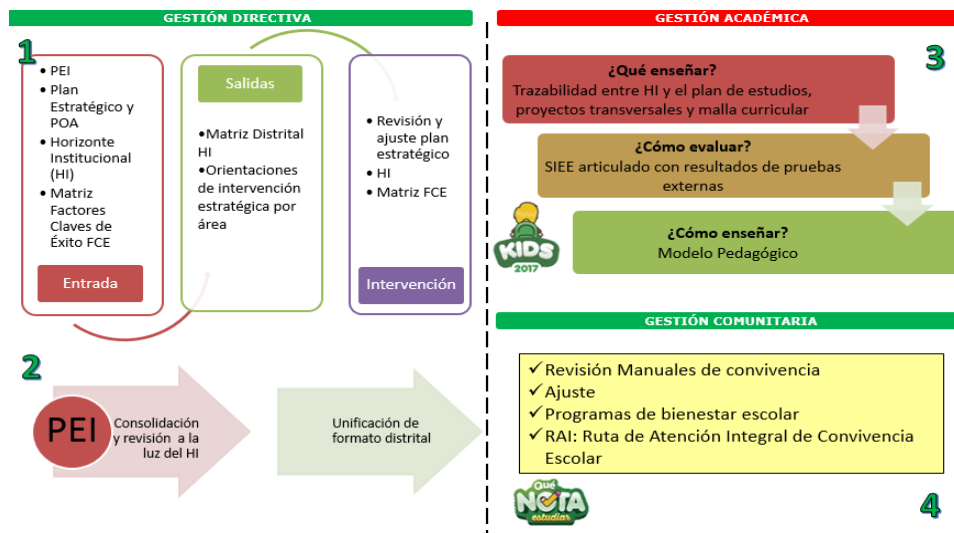 GESTIÓN DIRECTIVA
1
• PEI
• Plan
Estratégico y
POA
• Horizonte
Institucional
(HI)
• Matriz
Factores
Claves de
Éxito FCE
Entrada
Salidas
•Matriz Distrital
HI
•Orientaciones
de intervención
estratégica por
área
• Revisión y
ajuste plan
estratégico
• HI
• Matriz FCE
Intervención
2
PEI
Consolidación
y revisión a la
luz del HI
Unificación de
formato distrital
GESTIÓN ACADÉMICA
3
¿Qué enseñar?
Trazabilidad entre HI y el plan de estudios,
proyectos transversales y malla curricular
¿Cómo evaluar?
SIEE articulado con resultados de pruebas
externas
¿Cómo enseñar?
Modelo Pedagógico
KIDS
2017
GESTIÓN COMUNITARIA
✓Revisión Manuales de convivencia
✓Ajuste
✓Programas de bienestar escolar
✓RAI: Ruta de Atención Integral de Convivencia
Escolar
Qué
NOTA
estudiar
4